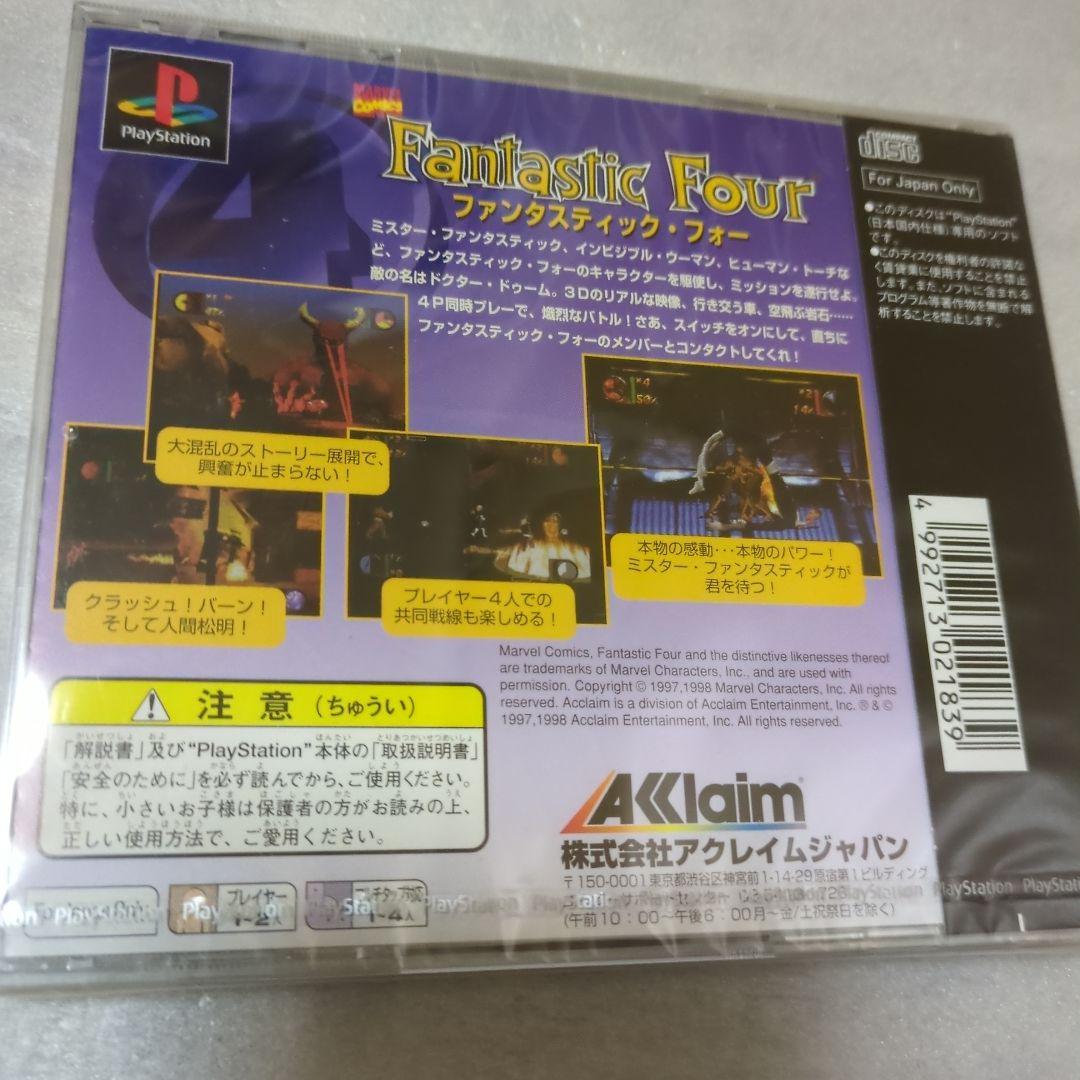 PlayStation
MARVEL
COMICS
Fantastic Four
ファンタスティック・フォー
ミスター・ファンタスティック、インビジブル・ウーマン、ヒューマン・トーチな
ど、ファンタスティック・フォーのキャラクターを駆使し、ミッションを遂行せよ。
敵の名はドクター・ドゥーム。3Dのリアルな映像、行き交う車、空飛ぶ岩石……
4P同時プレーで、熾烈なバトル！さあ、スイッチをオンにして、直ちに
ファンタスティック・フォーのメンバーとコンタクトしてくれ！
COMPACT
disc
For Japan Only
●このディスクは"PlayStation"
(日本国内仕様)専用のソフト
です。
●このディスクを権利者の許諾な
く賃貸業に使用することを禁止
します。また、ソフトに含まれる
プログラム等著作物を無断で解
析することを禁止します。
大混乱のストーリー展開で、
興奮が止まらない！
クラッシュ！バーン！
そして人間松明！
プレイヤー4人での
共同戦線も楽しめる！
本物の感動…本物のパワー！
ミスター・ファンタスティックが
君を待つ！
4 992713 021839
Marvel Comics, Fantastic Four and the distinctive likenesses thereof
are trademarks of Marvel Characters, Inc., and are used with
permission. Copyright © 1997,1998 Marvel Characters, Inc. All rights
reserved. Acclaim is a division of Acclaim Entertainment, Inc. ® & ©
1997,1998 Acclaim Entertainment, Inc. All rights reserved.
注意（ちゅうい）
「解説書」及び"PlayStation"本体の「取扱説明書」
「安全のために」を必ず読んでから、ご使用ください。
特に、小さいお子様は保護者の方がお読みの上、
正しい使用方法で、ご愛用ください。
AKKlaim
株式会社アクレイムジャパン
〒150-0001東京都渋谷区神宮前1-14-29原宿第1ビルディング
(午前10：00～午後6：00月～金/土祝祭日を除く)
プレイヤー
1～2人
1～4人
PlayStation PlayStation